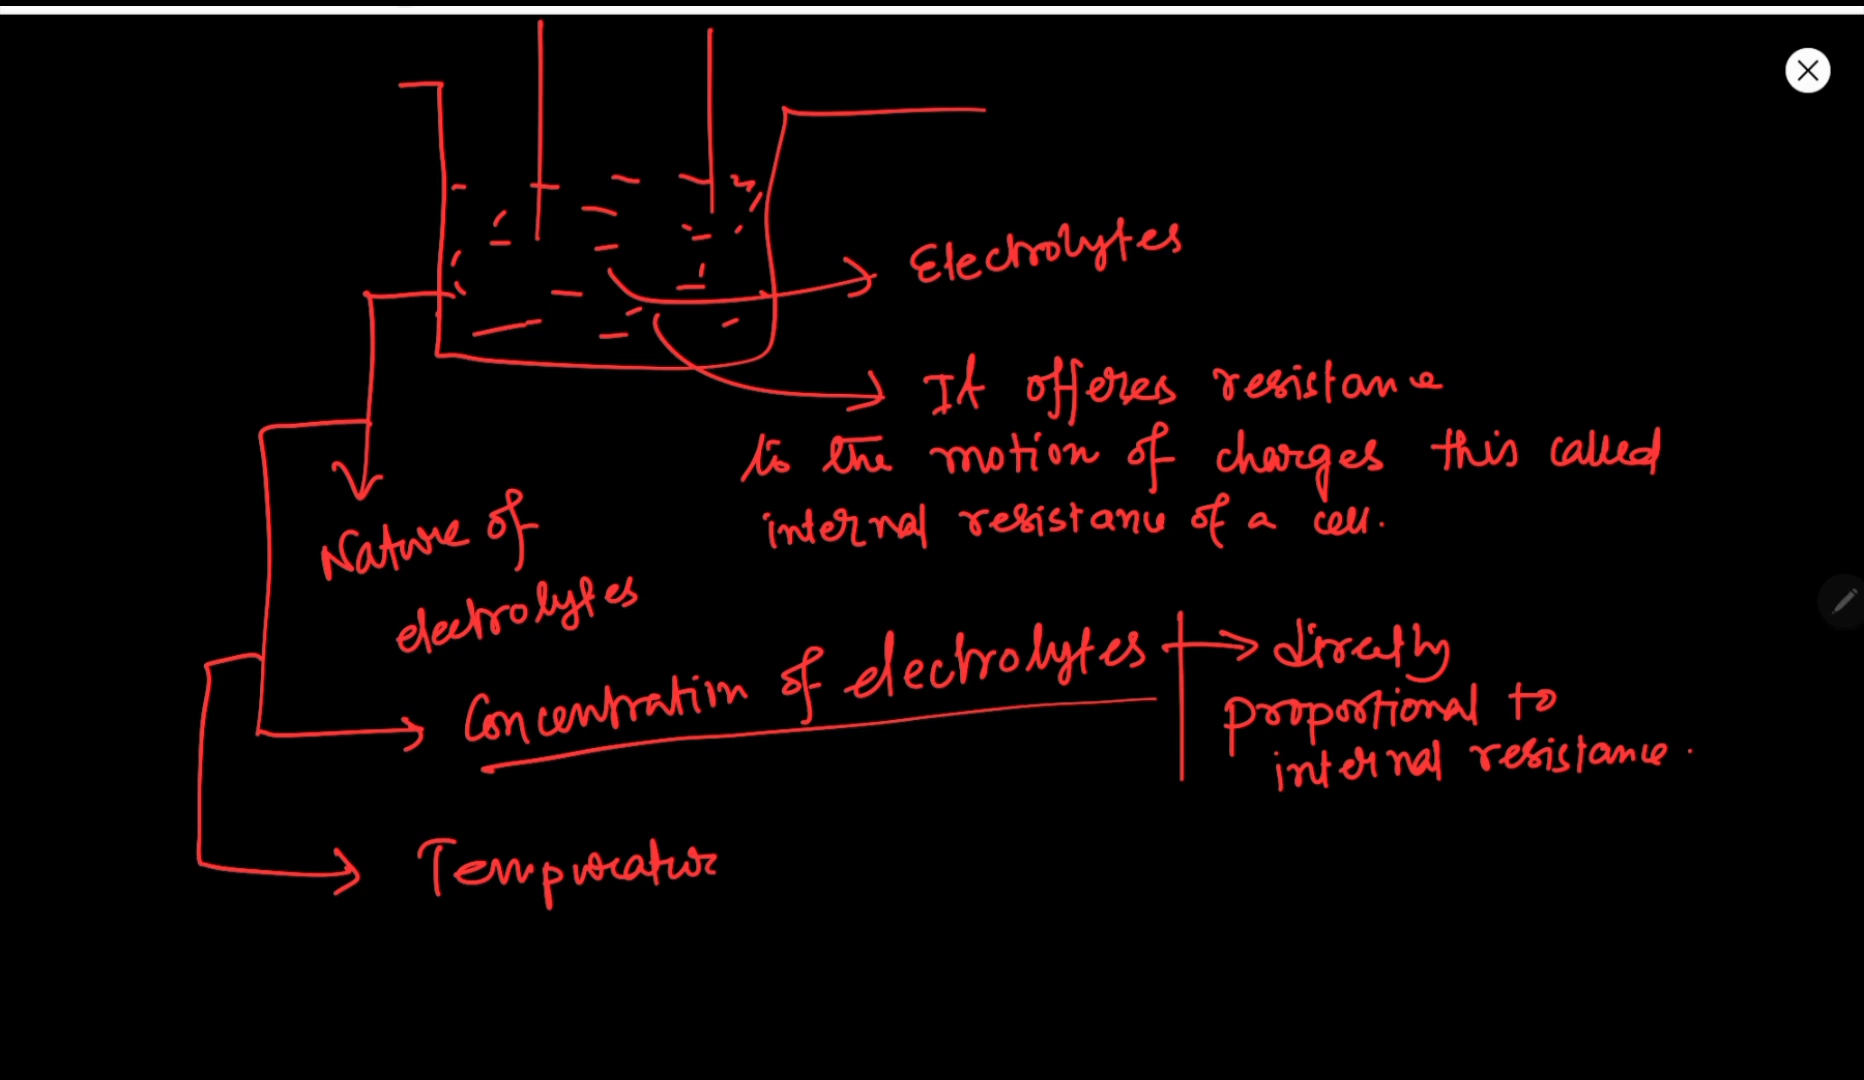 Electrolytes
It offeres resistance
to the motion of charges this called
internal resistance of a cell.
Nature of
electrolytes
Concentration of electrolytes
directly
proportional to
internal resistance.
Temperatur